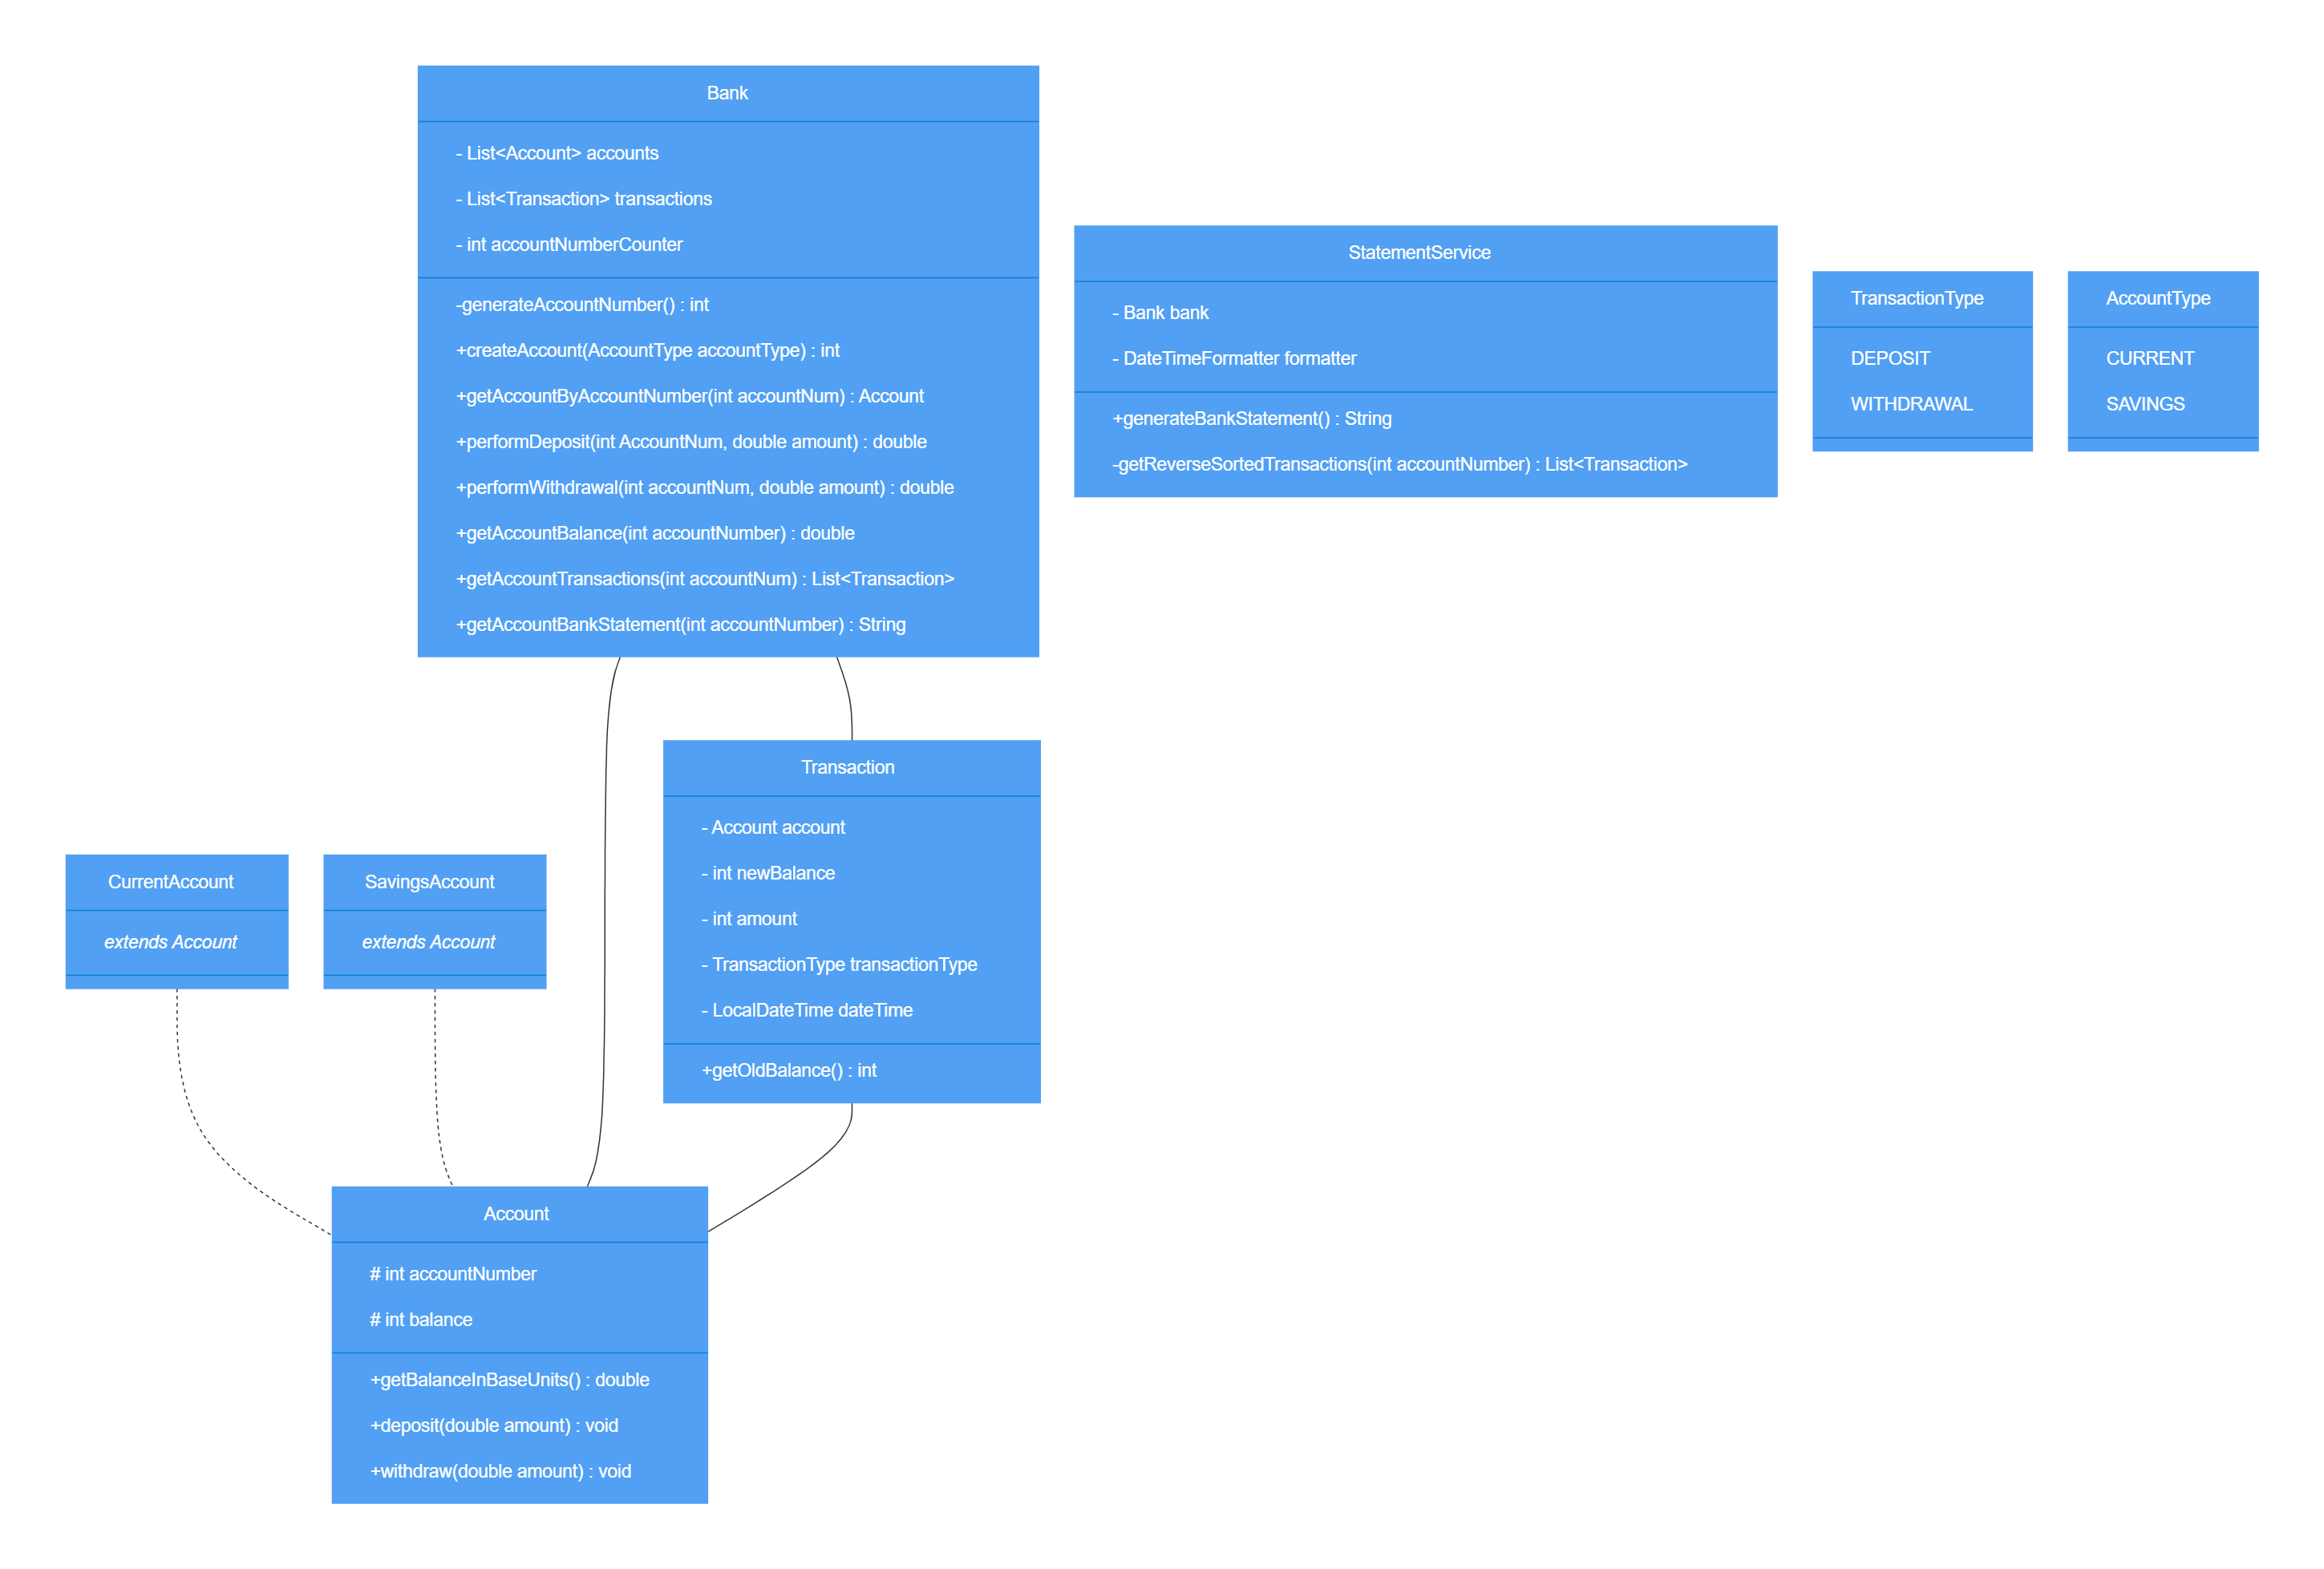 Bank
- List<Account> accounts
- List<Transaction> transactions
- int accountNumberCounter
-generateAccountNumber() : int
+createAccount(AccountType accountType) : int
+getAccountByAccountNumber(int accountNum) : Account
+performDeposit(int AccountNum, double amount) : double
+performWithdrawal(int accountNum, double amount) : double
+getAccountBalance(int accountNumber) : double
+getAccountTransactions(int accountNum) : List<Transaction>
+getAccountBankStatement(int accountNumber) : String
StatementService
- Bank bank
- DateTimeFormatter formatter
+generateBankStatement() : String
-getReverseSortedTransactions(int accountNumber) : List<Transaction>
TransactionType
DEPOSIT
WITHDRAWAL
AccountType
CURRENT
SAVINGS
Transaction
- Account account
- int newBalance
- int amount
- TransactionType transactionType
- LocalDateTime dateTime
+getOldBalance() : int
CurrentAccount
extends Account
SavingsAccount
extends Account
Account
# int accountNumber
# int balance
+getBalanceInBaseUnits() : double
+deposit(double amount) : void
+withdraw(double amount) : void